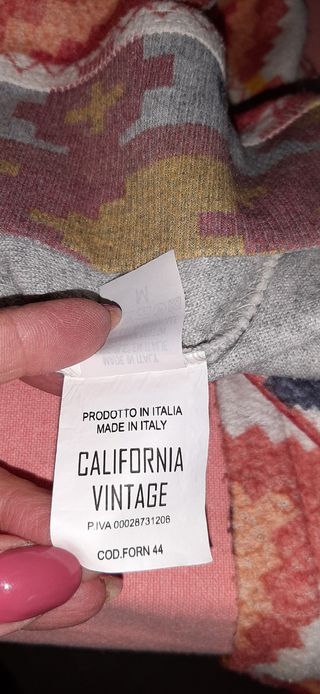 PRODOTTO IN ITALIA
MADE IN ITALY
CALIFORNIA
VINTAGE
P.IVA 00028731206
COD.FORN 44